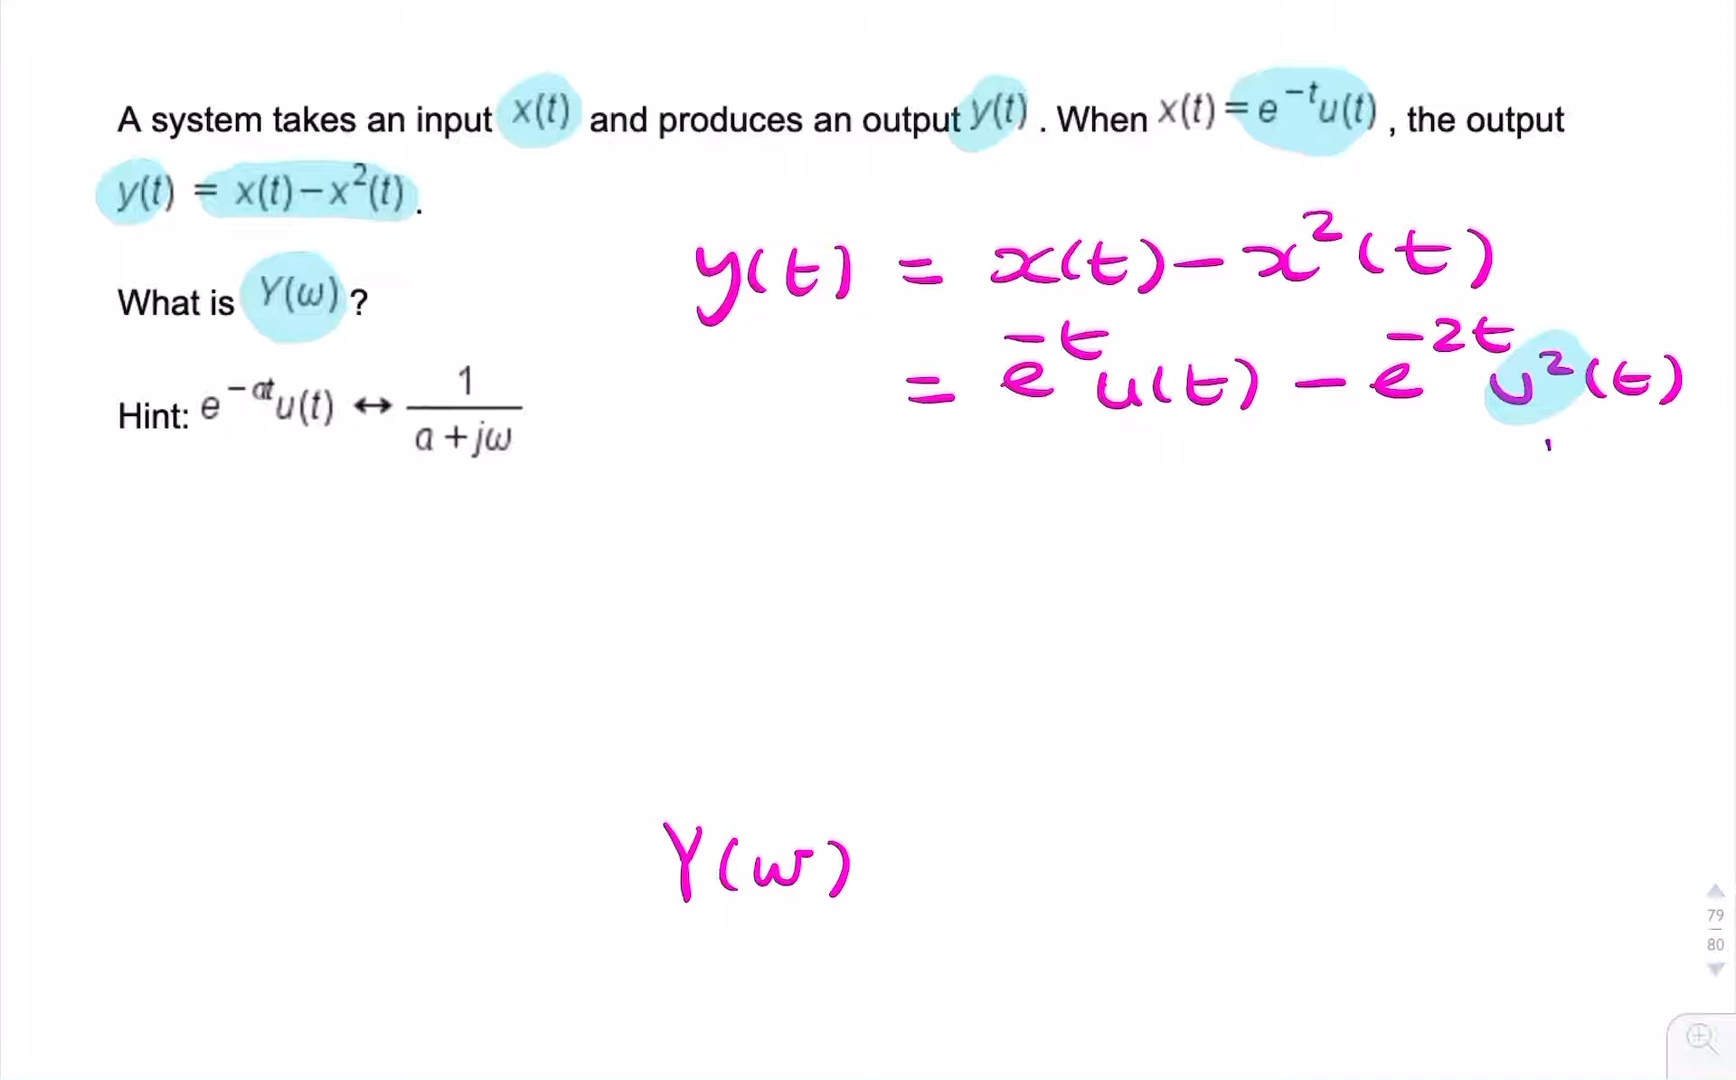 A system takes an input x(t) and produces an output y(t). When x(t) = e^{-t}u(t), the output
y(t) = x(t) – x²(t).
What is Y(ω)?
Hint: e^{-at}u(t) ↔ 1/(a + jω)
y(t) = x(t) – x²(t)
= e^{-t}u(t) – e^{-2t}u²(t)
Y(ω)
79
80